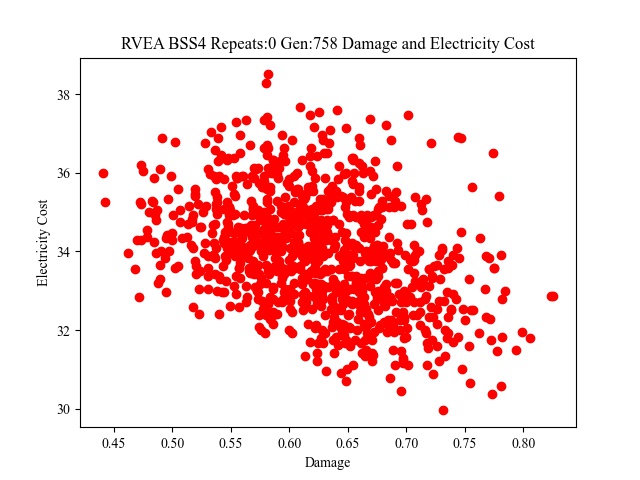 RVEA BSS4 Repeats:0 Gen:758 Damage and Electricity Cost
38
36
34
32
30
Electricity Cost
0.45 0.50 0.55 0.60 0.65 0.70 0.75 0.80
Damage